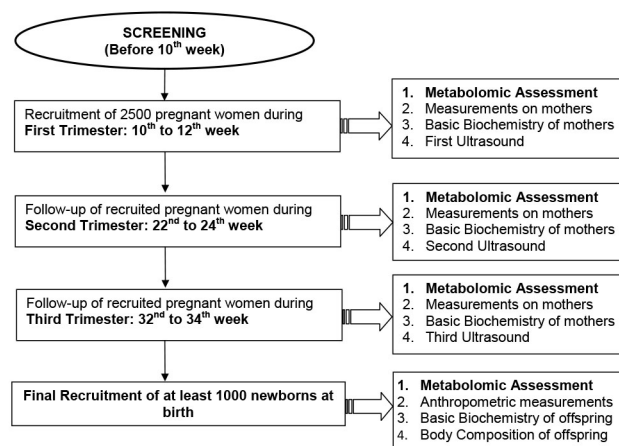 SCREENING
(Before 10th week)
Recruitment of 2500 pregnant women during
First Trimester: 10th to 12th week
1. Metabolomic Assessment
2. Measurements on mothers
3. Basic Biochemistry of mothers
4. First Ultrasound
Follow-up of recruited pregnant women during
Second Trimester: 22nd to 24th week
1. Metabolomic Assessment
2. Measurements on mothers
3. Basic Biochemistry of mothers
4. Second Ultrasound
Follow-up of recruited pregnant women during
Third Trimester: 32nd to 34th week
1. Metabolomic Assessment
2. Measurements on mothers
3. Basic Biochemistry of mothers
4. Third Ultrasound
Final Recruitment of at least 1000 newborns at
birth
1. Metabolomic Assessment
2. Anthropometric measurements
3. Basic Biochemistry of offspring
4. Body Composition of offspring